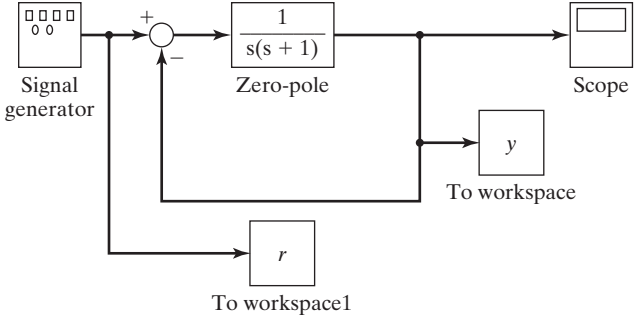 +
−
1
s(s + 1)
Signal
generator
Zero-pole
Scope
y
To workspace
r
To workspace1